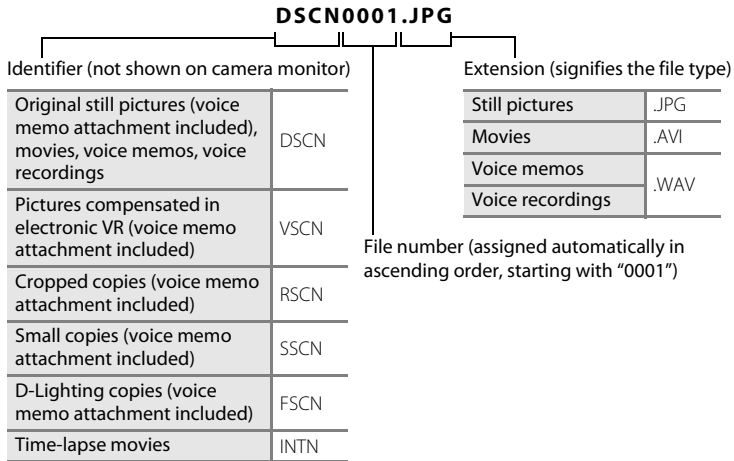 DSCN0001.JPG
Identifier (not shown on camera monitor)
Original still pictures (voice
memo attachment included),
movies, voice memos, voice
recordings
DSCN
Pictures compensated in
electronic VR (voice memo
attachment included)
VSCN
Cropped copies (voice memo
attachment included)
RSCN
Small copies (voice memo
attachment included)
SSCN
D-Lighting copies (voice
memo attachment included)
FSCN
Time-lapse movies
INTN
Extension (signifies the file type)
Still pictures
.JPG
Movies
.AVI
Voice memos
Voice recordings
.WAV
File number (assigned automatically in
ascending order, starting with “0001”)